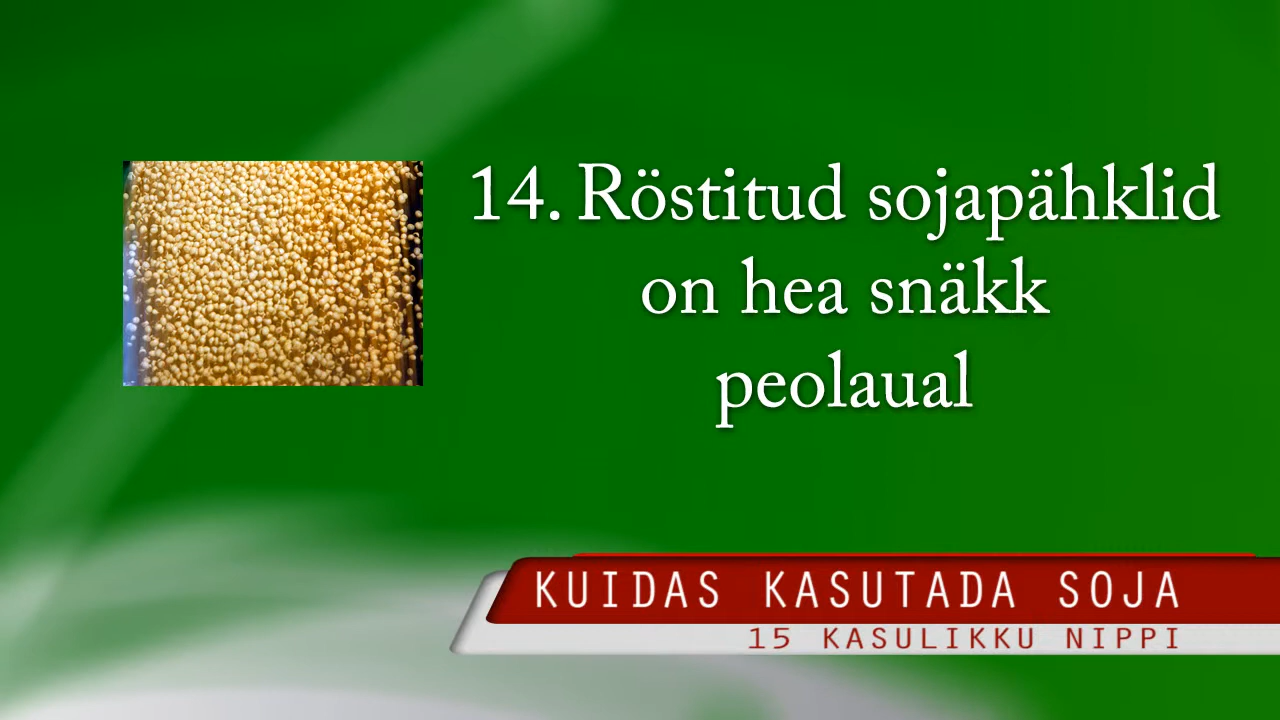 14. Röstitud sojapähklid
on hea snäkk
peolaual
KUIDAS KASUTADA SOJA
15 KASULIKKU NIPPI